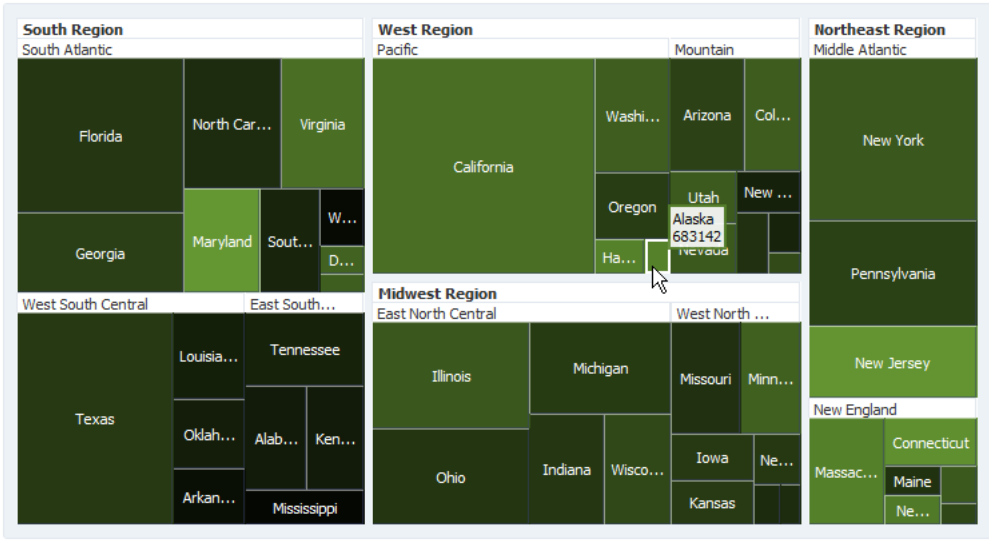 South Region
South Atlantic
Florida
North Car...
Virginia
Georgia
Maryland
Sout...
W...
D...
West South Central
East South...
Texas
Louisia...
Oklah...
Arkan...
Tennessee
Alab...
Ken...
Mississippi
West Region
Pacific
Mountain
California
Washi...
Oregon
Ha...
Arizona
Col...
Utah
New ...
Nevada
Alaska
683142
Midwest Region
East North Central
West North ...
Illinois
Michigan
Ohio
Indiana
Wisco...
Missouri
Minn...
Iowa
Ne...
Kansas
Northeast Region
Middle Atlantic
New York
Pennsylvania
New Jersey
New England
Massac...
Connecticut
Maine
Ne...